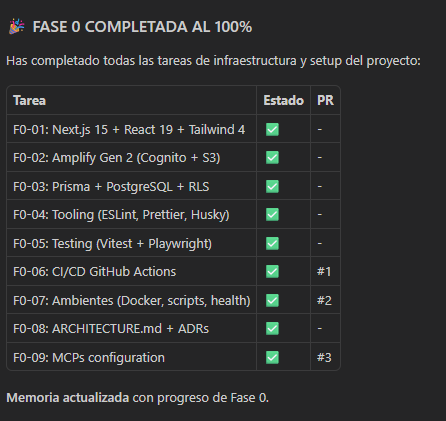 🎉 FASE 0 COMPLETADA AL 100%
Has completado todas las tareas de infraestructura y setup del proyecto:
Tarea Estado PR
F0-01: Next.js 15 + React 19 + Tailwind 4 ✅ -
F0-02: Amplify Gen 2 (Cognito + S3) ✅ -
F0-03: Prisma + PostgreSQL + RLS ✅ -
F0-04: Tooling (ESLint, Prettier, Husky) ✅ -
F0-05: Testing (Vitest + Playwright) ✅ -
F0-06: CI/CD GitHub Actions ✅ #1
F0-07: Ambientes (Docker, scripts, health) ✅ #2
F0-08: ARCHITECTURE.md + ADRs ✅ -
F0-09: MCPs configuration ✅ #3
Memoria actualizada con progreso de Fase 0.